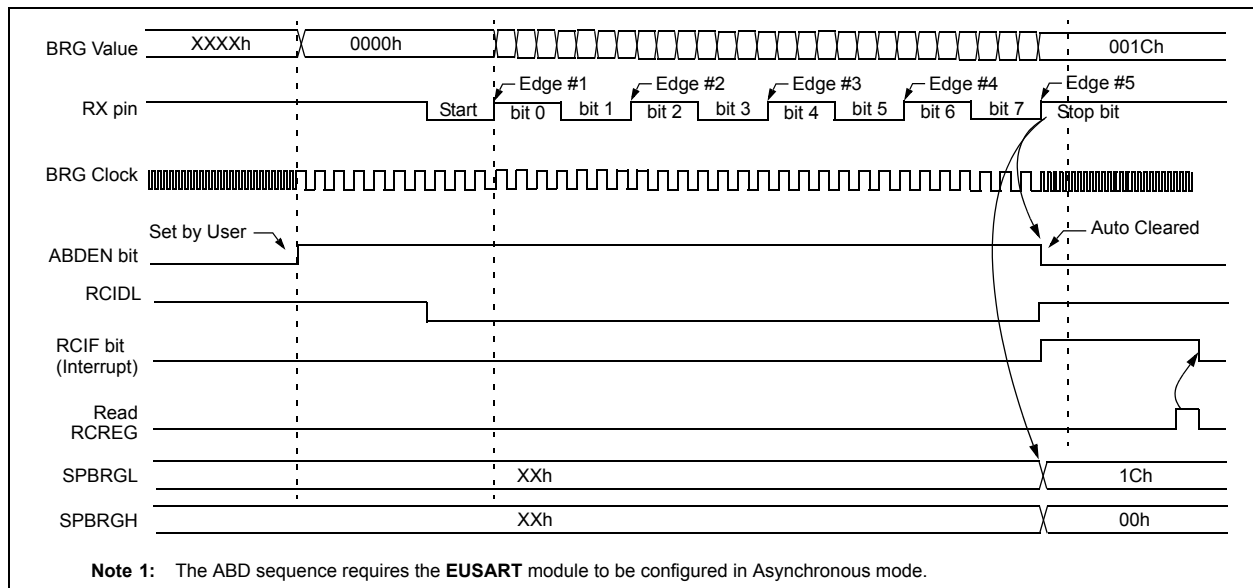 BRG Value XXXXh 0000h 001Ch
Edge #1 Edge #2 Edge #3 Edge #4 Edge #5
RX pin Start bit 0 bit 1 bit 2 bit 3 bit 4 bit 5 bit 6 bit 7 Stop bit
BRG Clock
Set by User Auto Cleared
ABDEN bit
RCIDL
RCIF bit
(Interrupt)
Read
RCREG
SPBRGL XXh 1Ch
SPBRGH XXh 00h
Note 1: The ABD sequence requires the EUSART module to be configured in Asynchronous mode.